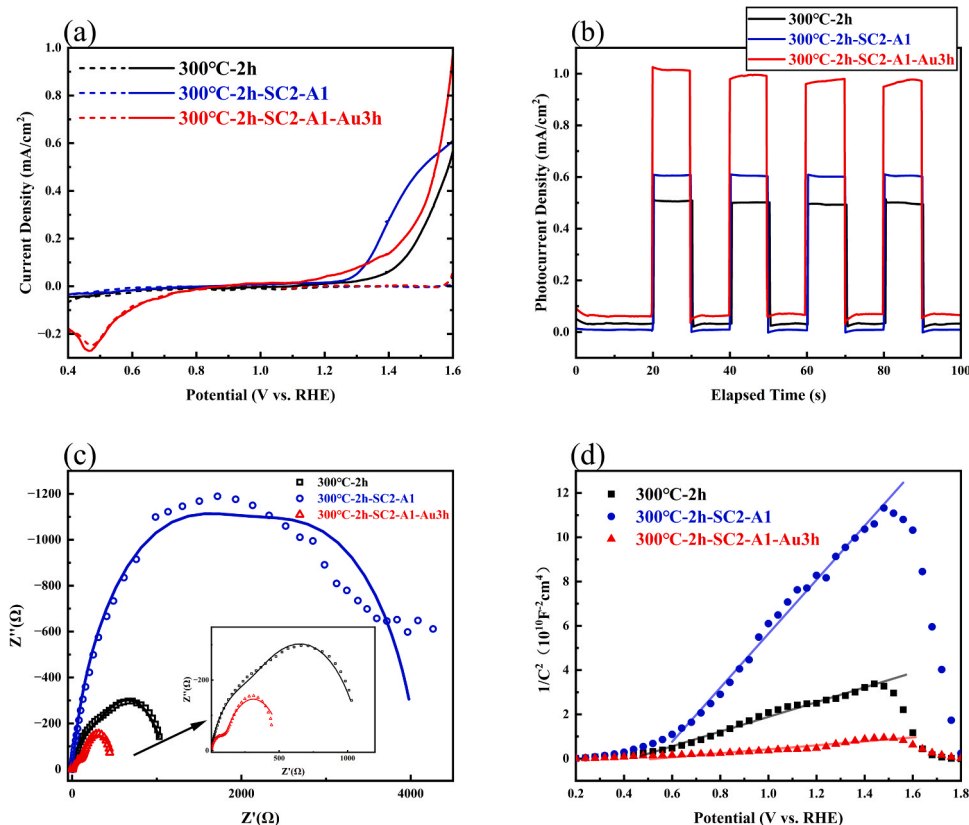 (a)
1.0
0.8
0.6
0.4
0.2
0.0
−0.2
Current Density (mA/cm²)
300°C-2h
300°C-2h-SC2-A1
300°C-2h-SC2-A1-Au3h
0.4 0.6 0.8 1.0 1.2 1.4 1.6
Potential (V vs. RHE)
(b)
300°C-2h
300°C-2h-SC2-A1
300°C-2h-SC2-A1-Au3h
1.0
0.8
0.6
0.4
0.2
0.0
Photocurrent Density (mA/cm²)
0 20 40 60 80 100
Elapsed Time (s)
(c)
−1200
−1000
−800
−600
−400
−200
0
Z''(Ω)
300°C-2h
300°C-2h-SC2-A1
300°C-2h-SC2-A1-Au3h
−200
0
Z''(Ω)
500 1000
Z'(Ω)
0 2000 4000
Z'(Ω)
(d)
12
10
8
6
4
2
0
1/C² (10¹⁰F⁻²cm⁴)
300°C-2h
300°C-2h-SC2-A1
300°C-2h-SC2-A1-Au3h
0.2 0.4 0.6 0.8 1.0 1.2 1.4 1.6 1.8
Potential (V vs. RHE)